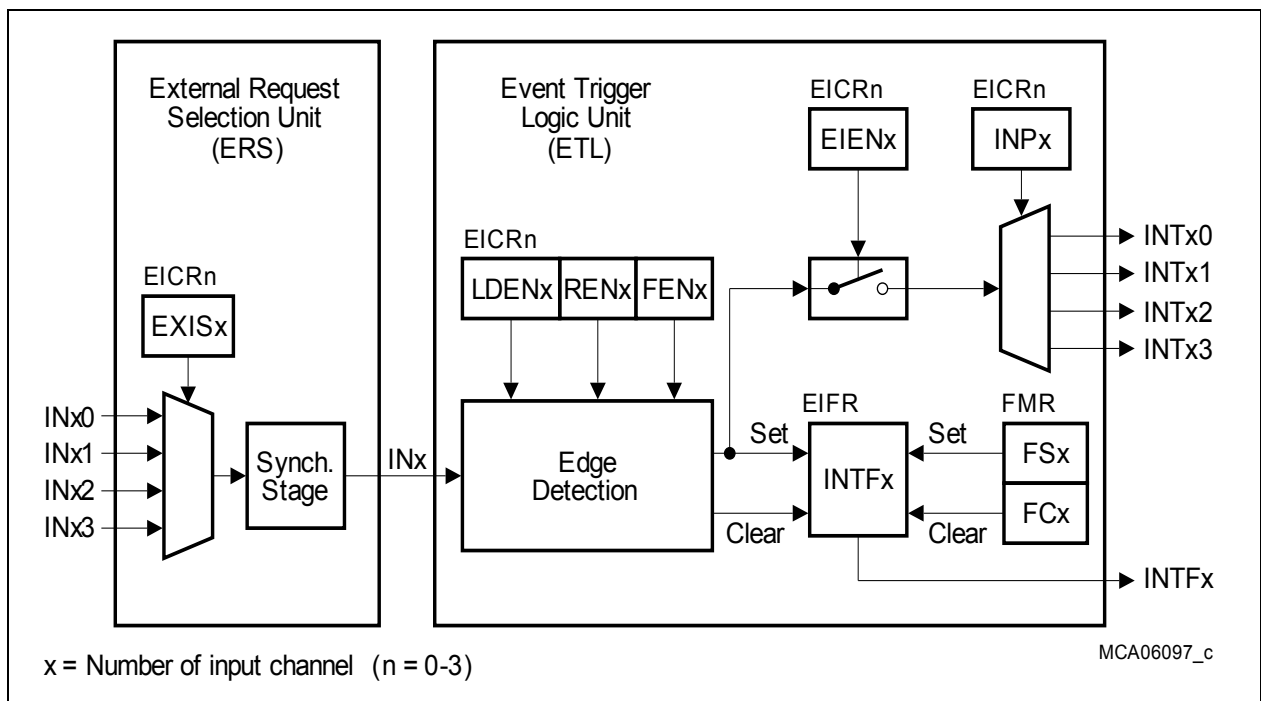 External Request
Selection Unit
(ERS)
EICRn
EXISx
INx0
INx1
INx2
INx3
Synch.
Stage
INx
Event Trigger
Logic Unit
(ETL)
EICRn
LDENx RENx FENx
Edge
Detection
EICRn
EIENx
EICRn
INPx
INTx0
INTx1
INTx2
INTx3
Set
Clear
EIFR
INTFx
Set
Clear
FMR
FSx
FCx
INTFx
x = Number of input channel (n = 0-3)
MCA06097_c